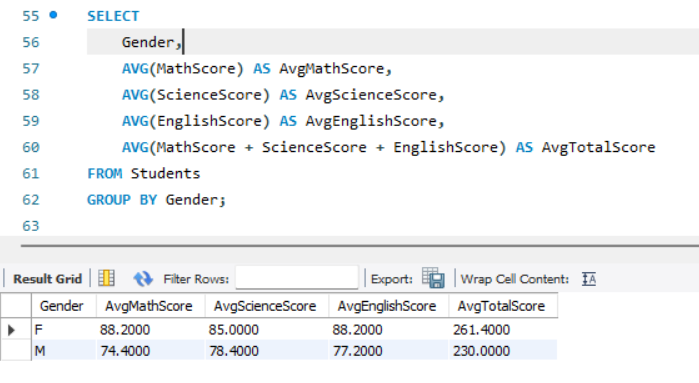 55 SELECT
56 Gender,
57 AVG(MathScore) AS AvgMathScore,
58 AVG(ScienceScore) AS AvgScienceScore,
59 AVG(EnglishScore) AS AvgEnglishScore,
60 AVG(MathScore + ScienceScore + EnglishScore) AS AvgTotalScore
61 FROM Students
62 GROUP BY Gender;
63
Result Grid Filter Rows: Export: Wrap Cell Content: IA
Gender AvgMathScore AvgScienceScore AvgEnglishScore AvgTotalScore
F 88.2000 85.0000 88.2000 261.4000
M 74.4000 78.4000 77.2000 230.0000